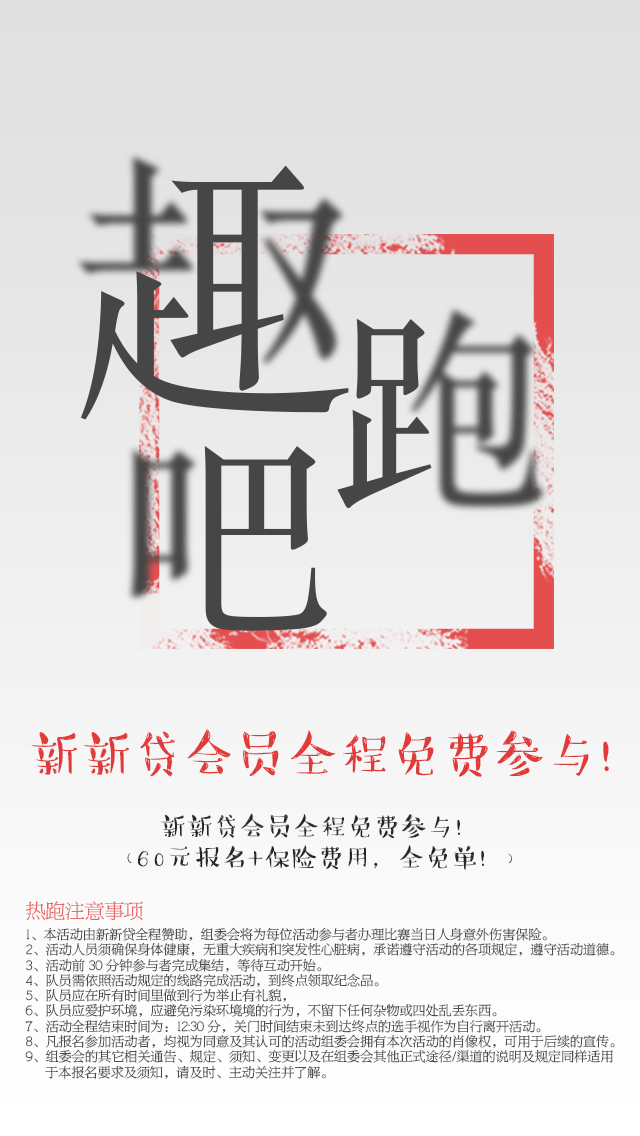 趣跑吧
新新贷会员全程免费参与!
新新贷会员全程免费参与!
(60元报名+保险费用,全免单!)
热跑注意事项
1、本活动由新新贷全程赞助,组委会将为每位活动参与者办理比赛当日人身意外伤害保险。
2、活动人员须确保身体健康,无重大疾病和突发性心脏病,承诺遵守活动的各项规定,遵守活动道德。
3、活动前30分钟参与者完成集结,等待互动开始。
4、队员需依照活动规定的线路完成活动,到终点领取纪念品。
5、队员应在所有时间里做到行为举止有礼貌,
6、队员应爱护环境,应避免污染环境境的行为,不留下任何杂物或四处乱丢东西。
7、活动全程结束时间为:12:30分,关门时间结束未到达终点的选手视作为自行离开活动。
8、凡报名参加活动者,均视为同意及其认可的活动组委会拥有本次活动的肖像权,可用于后续的宣传。
9、组委会的其它相关通告、规定、须知、变更以及在组委会其他正式途径/渠道的说明及规定同样适用
于本报名要求及须知,请及时、主动关注并了解。